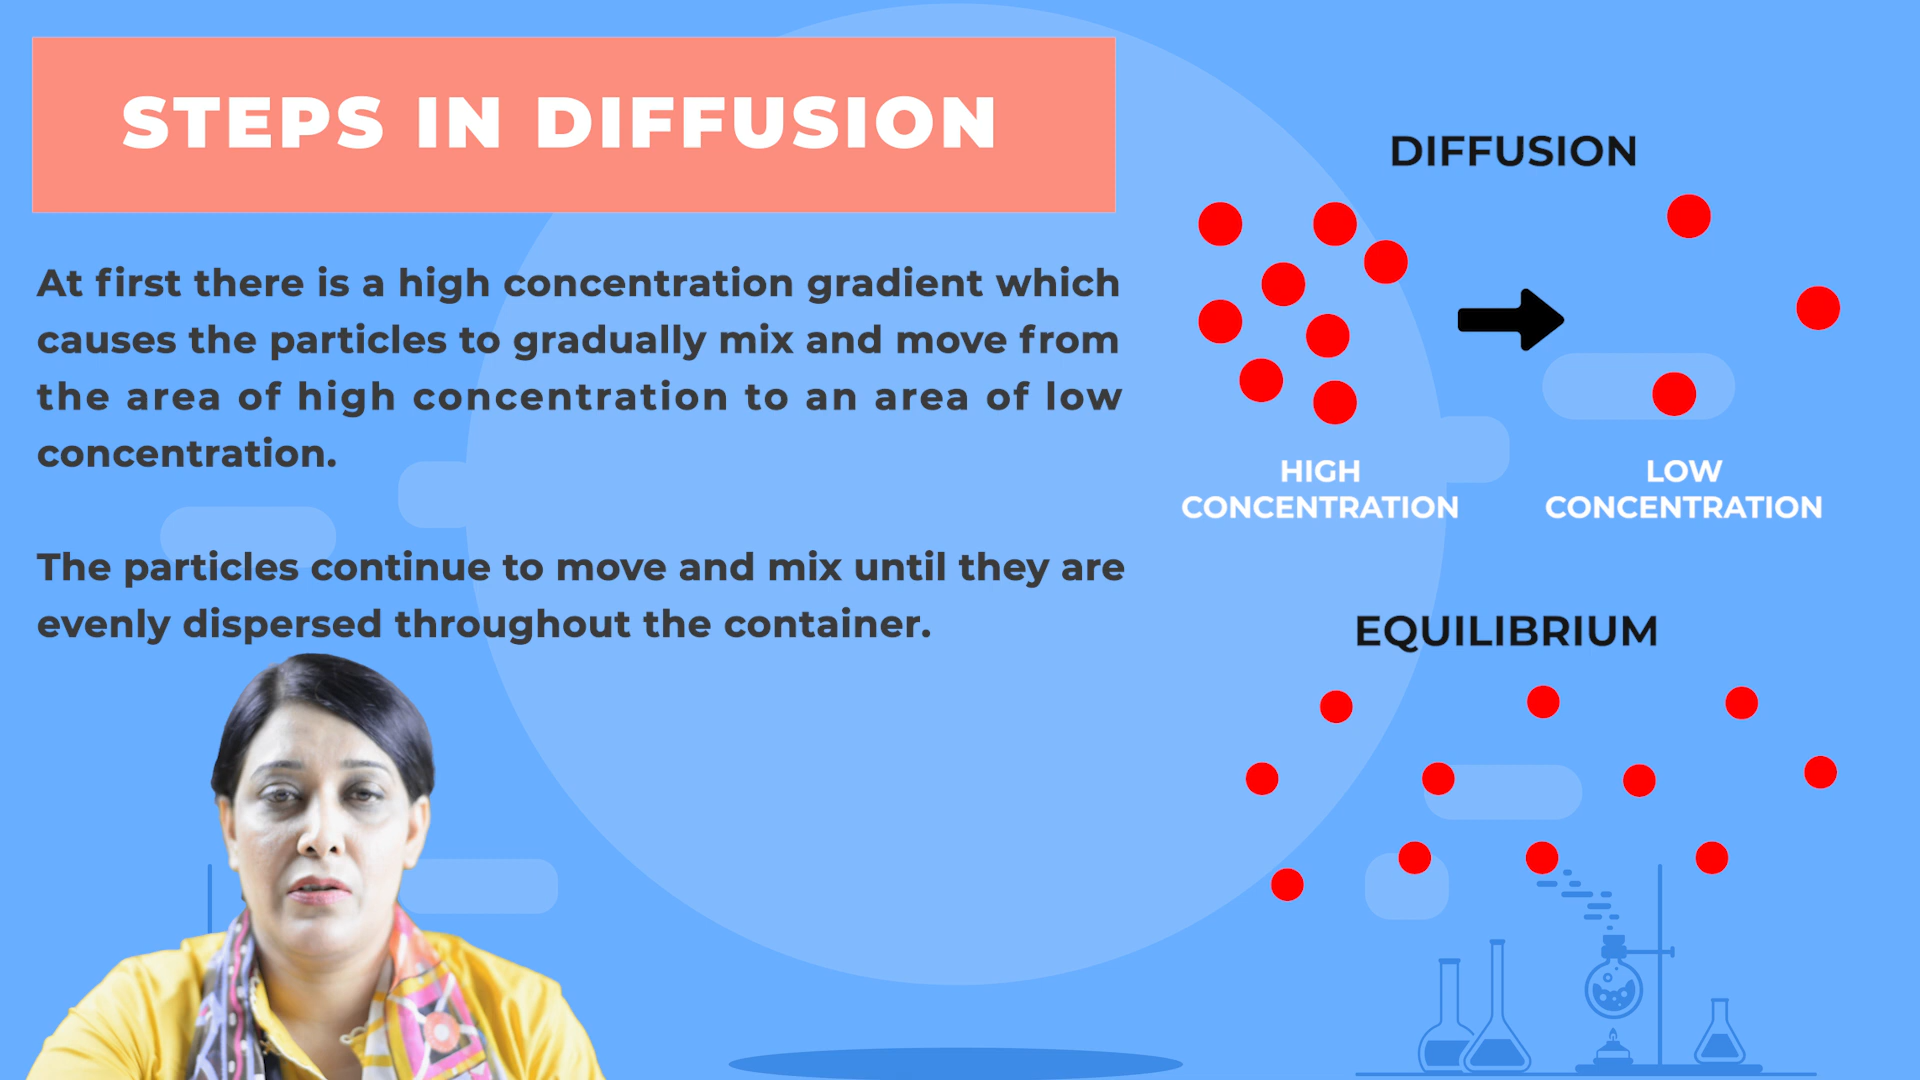 STEPS IN DIFFUSION
At first there is a high concentration gradient which
causes the particles to gradually mix and move from
the area of high concentration to an area of low
concentration.
The particles continue to move and mix until they are
evenly dispersed throughout the container.
DIFFUSION
HIGH
CONCENTRATION
LOW
CONCENTRATION
EQUILIBRIUM